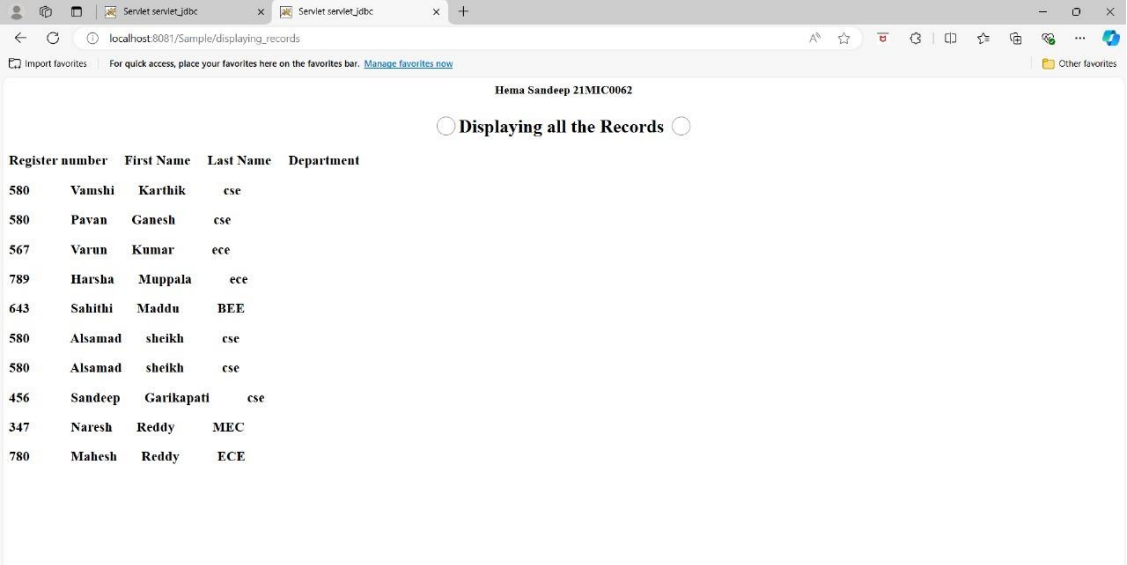 Servlet servlet_jdbc Servlet servlet_jdbc
localhost:8081/Sample/displaying_records
Import favorites For quick access, place your favorites here on the favorites bar. Manage favorites now Other favorites
Hema Sandeep 21MIC0062
Displaying all the Records
Register number First Name Last Name Department
580 Vamshi Karthik cse
580 Pavan Ganesh cse
567 Varun Kumar ece
789 Harsha Muppala ece
643 Sahithi Maddu BEE
580 Alsamad sheikh cse
580 Alsamad sheikh cse
456 Sandeep Garikapati cse
347 Naresh Reddy MEC
780 Mahesh Reddy ECE